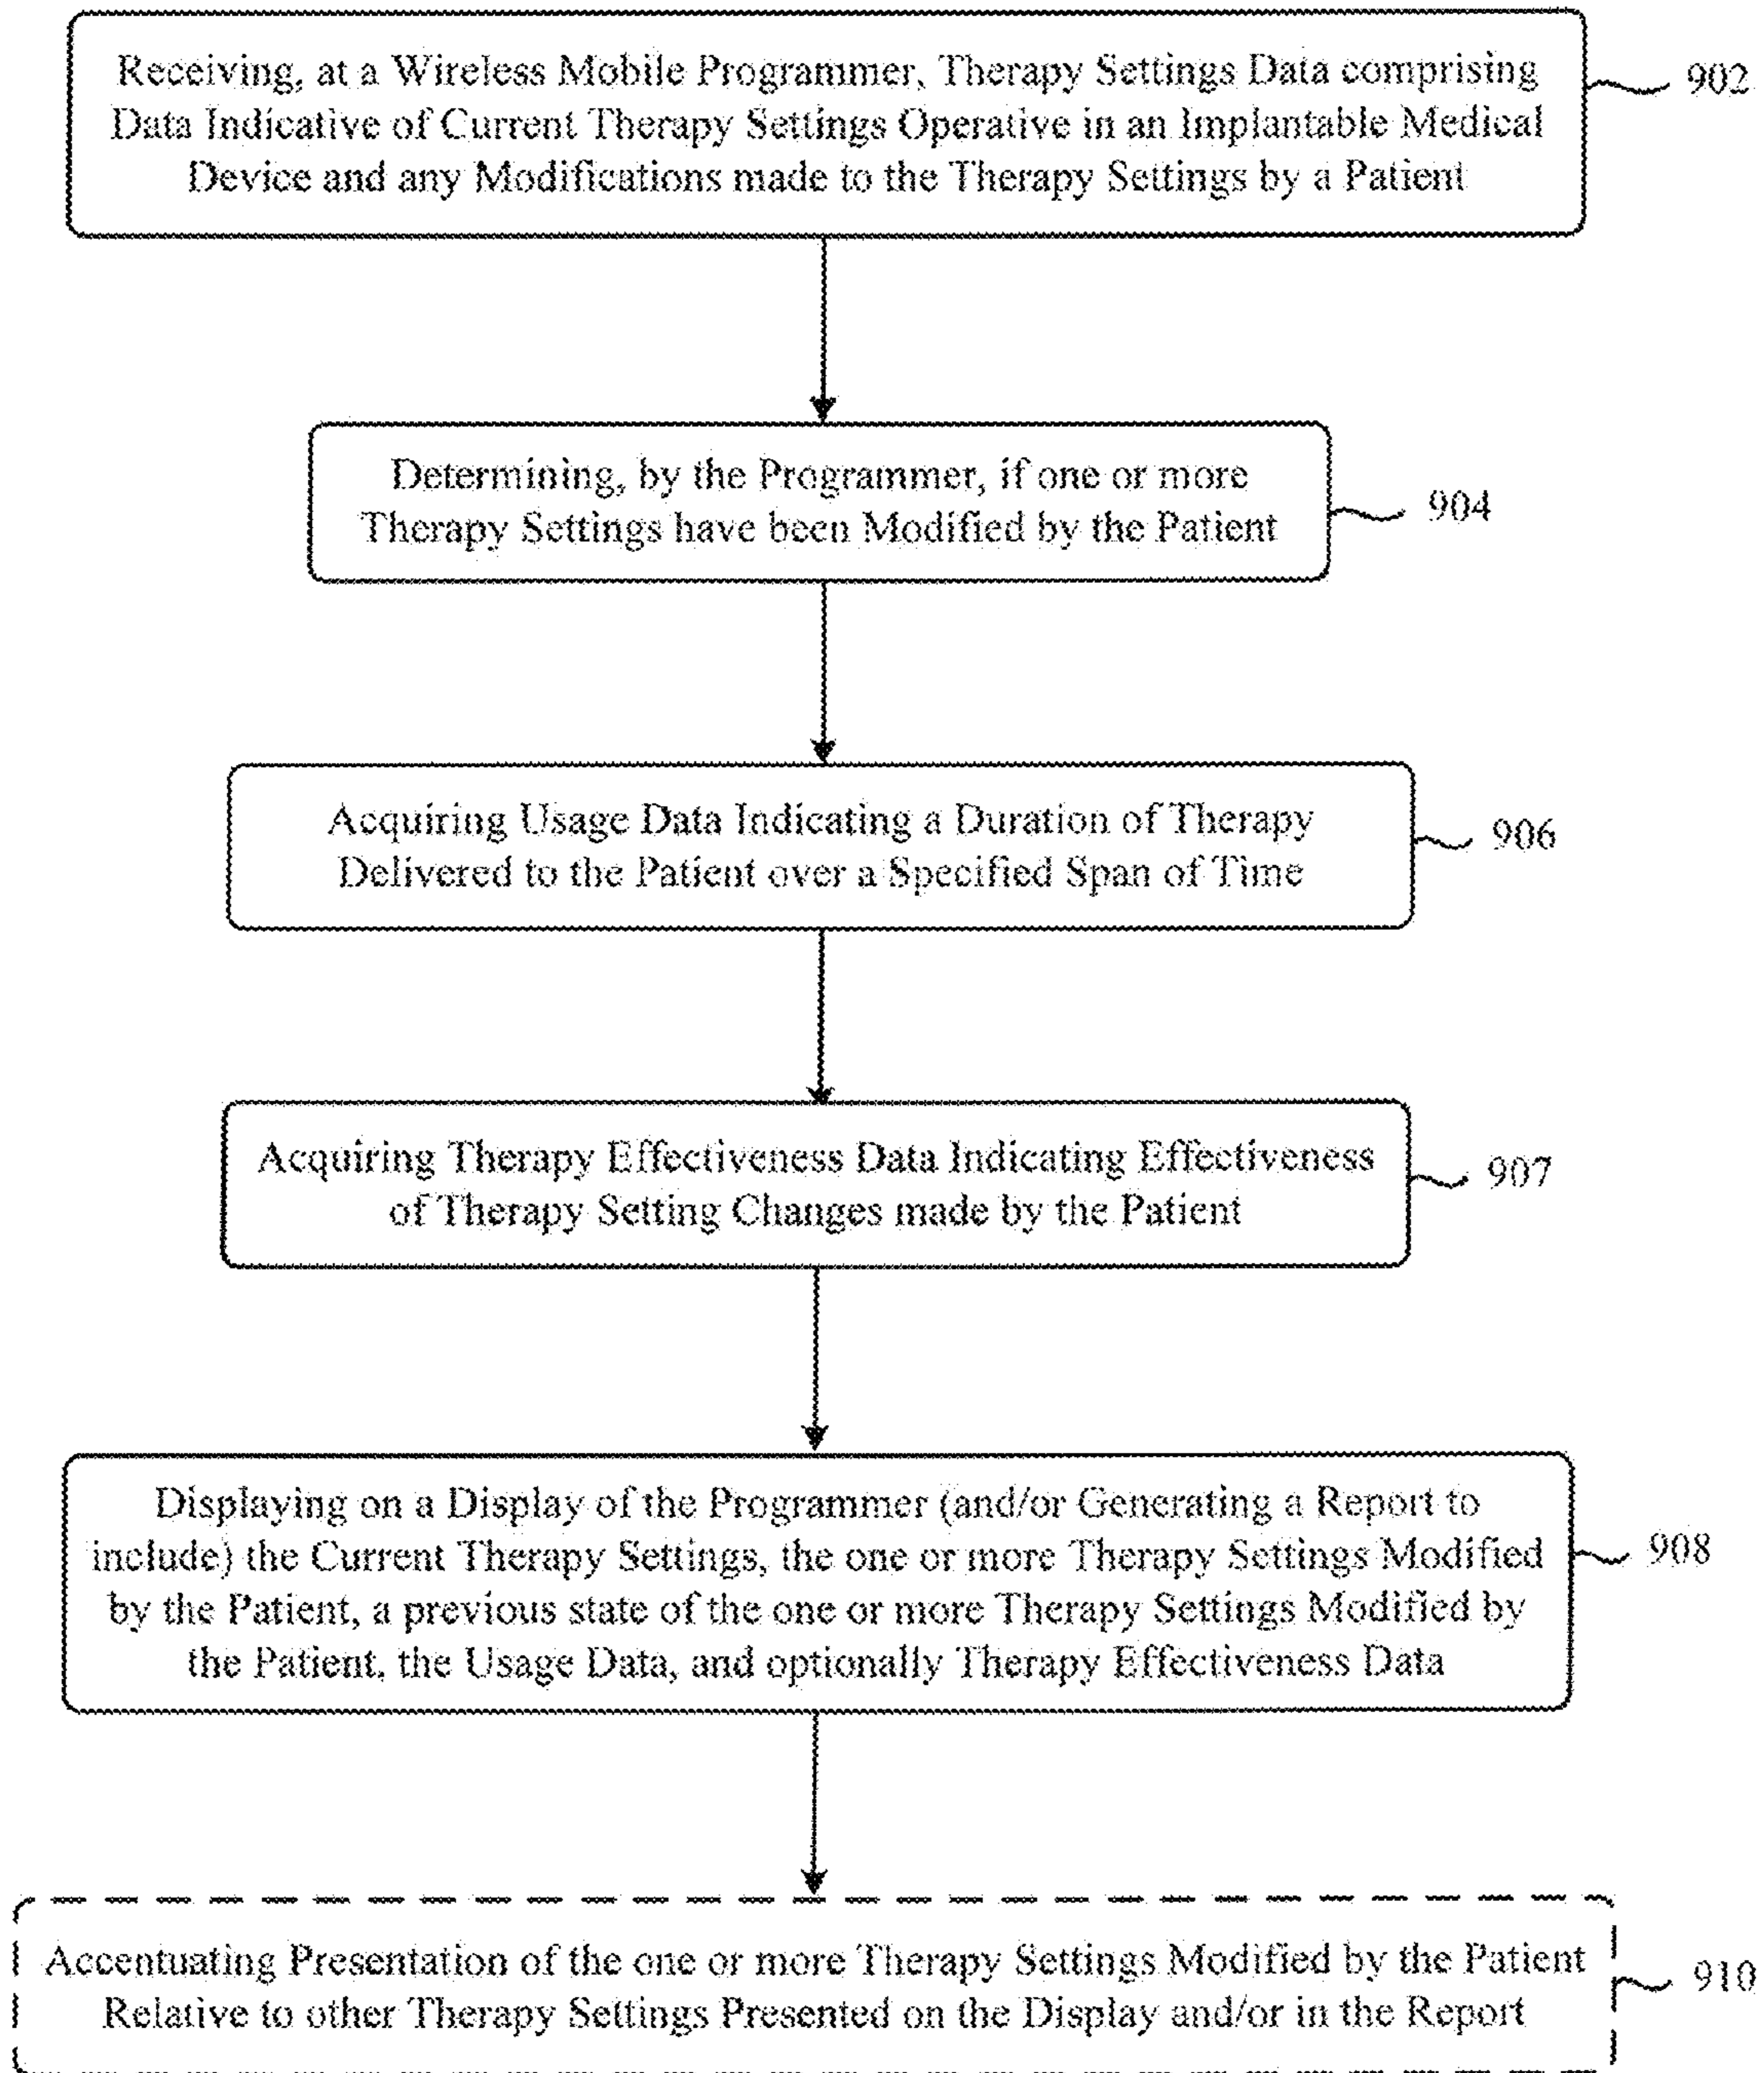 Receiving, at a Wireless Mobile Programmer, Therapy Settings Data comprising
Data Indicative of Current Therapy Settings Operative in an Implantable Medical
Device and any Modifications made to the Therapy Settings by a Patient
902
Determining, by the Programmer, if one or more
Therapy Settings have been Modified by the Patient
904
Acquiring Usage Data Indicating a Duration of Therapy
Delivered to the Patient over a Specified Span of Time
906
Acquiring Therapy Effectiveness Data Indicating Effectiveness
of Therapy Setting Changes made by the Patient
907
Displaying on a Display of the Programmer (and/or Generating a Report to
include) the Current Therapy Settings, the one or more Therapy Settings Modified
by the Patient, a previous state of the one or more Therapy Settings Modified by
the Patient, the Usage Data, and optionally Therapy Effectiveness Data
908
Accentuating Presentation of the one or more Therapy Settings Modified by the Patient
Relative to other Therapy Settings Presented on the Display and/or in the Report
910